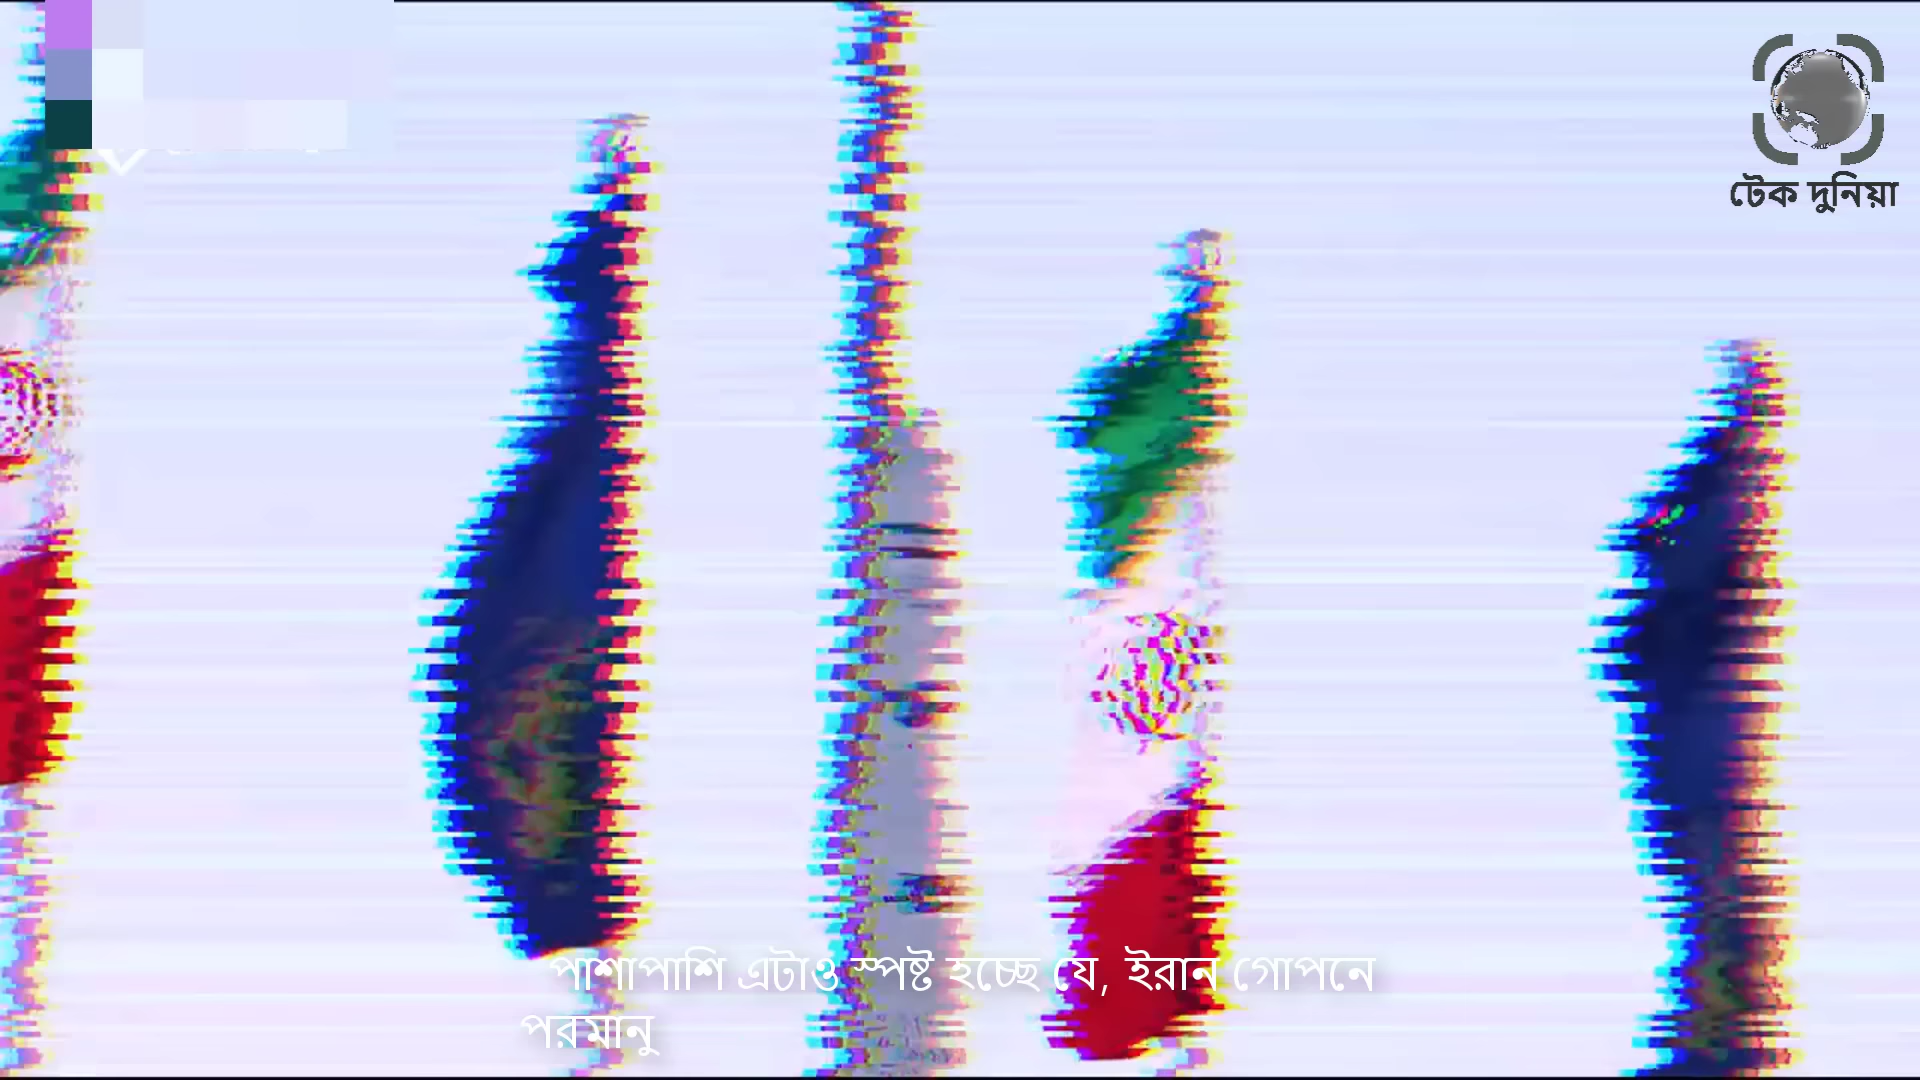 টেক দুনিয়া
পাশাপাশি এটাও স্পষ্ট হচ্ছে যে, ইরান গোপনে
পরমানু